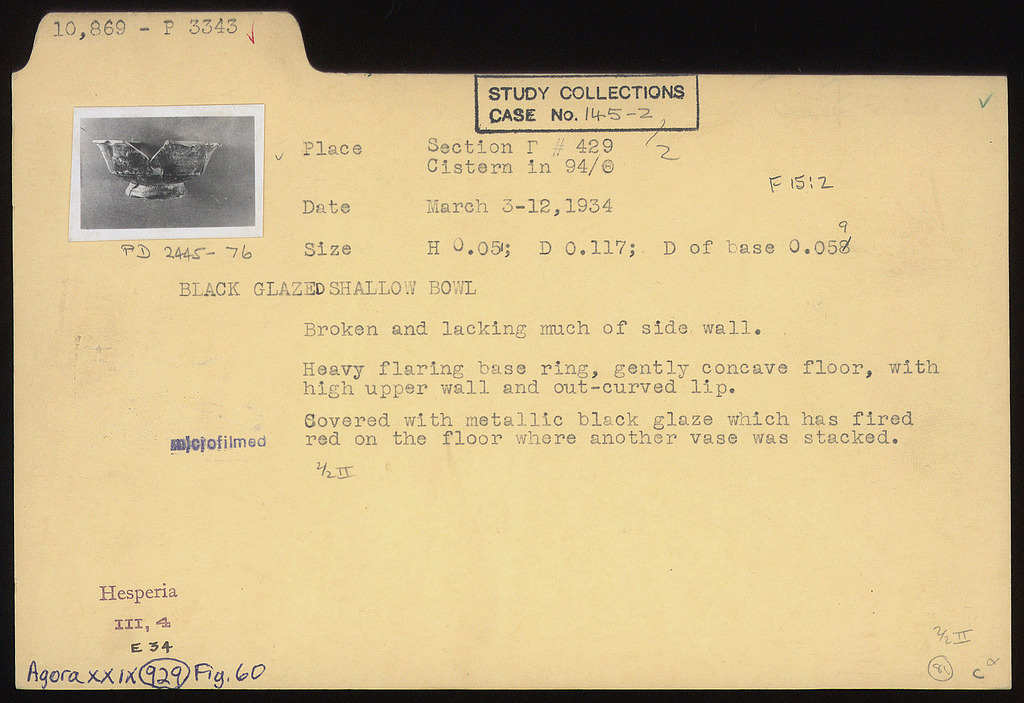 10,869 - P 3343 ✓
STUDY COLLECTIONS
CASE No. 145-2
/2
✓
✓ Place Section Γ # 429
Cistern in 94/
F 15:2
Date March 3-12,1934
PD 2445-76
Size H 0.05; D 0.117; D of base 0.059
BLACK GLAZED SHALLOW BOWL
Broken and lacking much of side wall.
Heavy flaring base ring, gently concave floor, with
high upper wall and out-curved lip.
Covered with metallic black glaze which has fired
red on the floor where another vase was stacked.
microfilmed
2/2 II
Hesperia
III, 4
E 34
Agora XXIX 929 Fig. 60
2/2 II
81
C